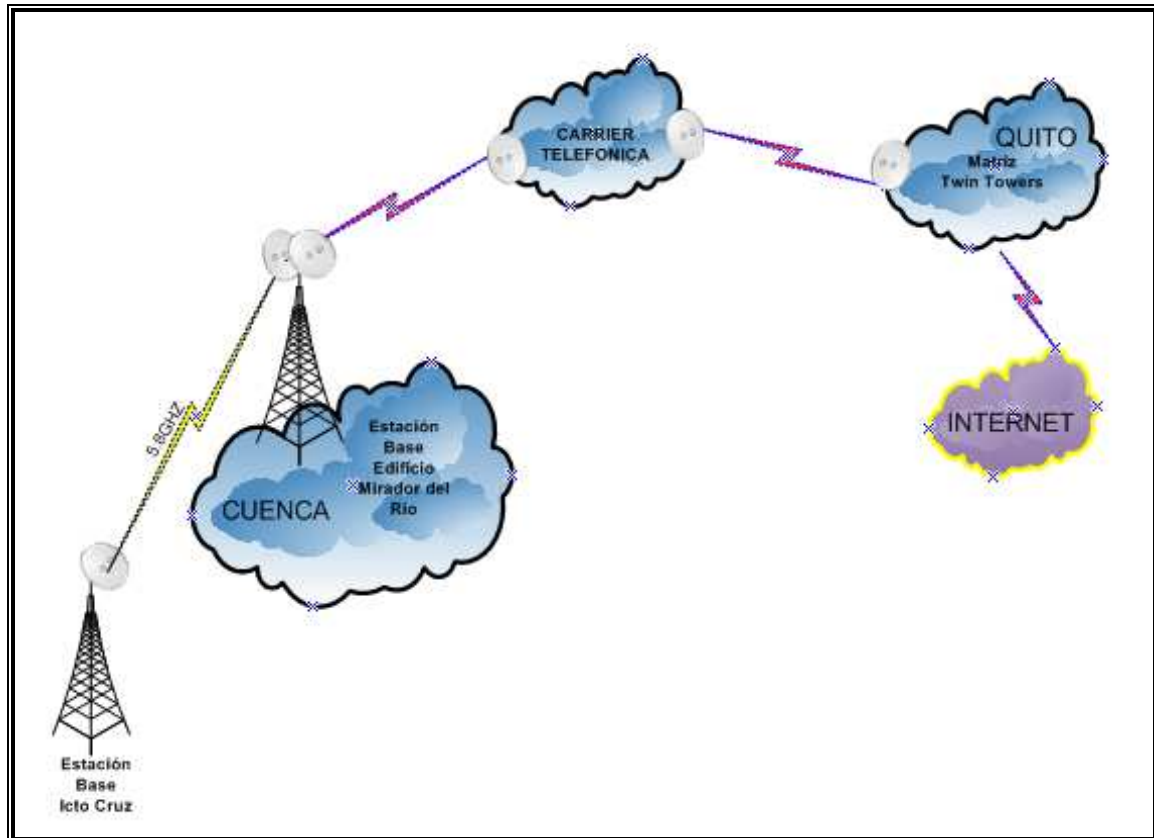 CARRIER
TELEFONICA
QUITO
Matriz
Twin Towers
INTERNET
5.8GHZ
CUENCA
Estación
Base
Edificio
Mirador del
Río
Estación
Base
Icto Cruz